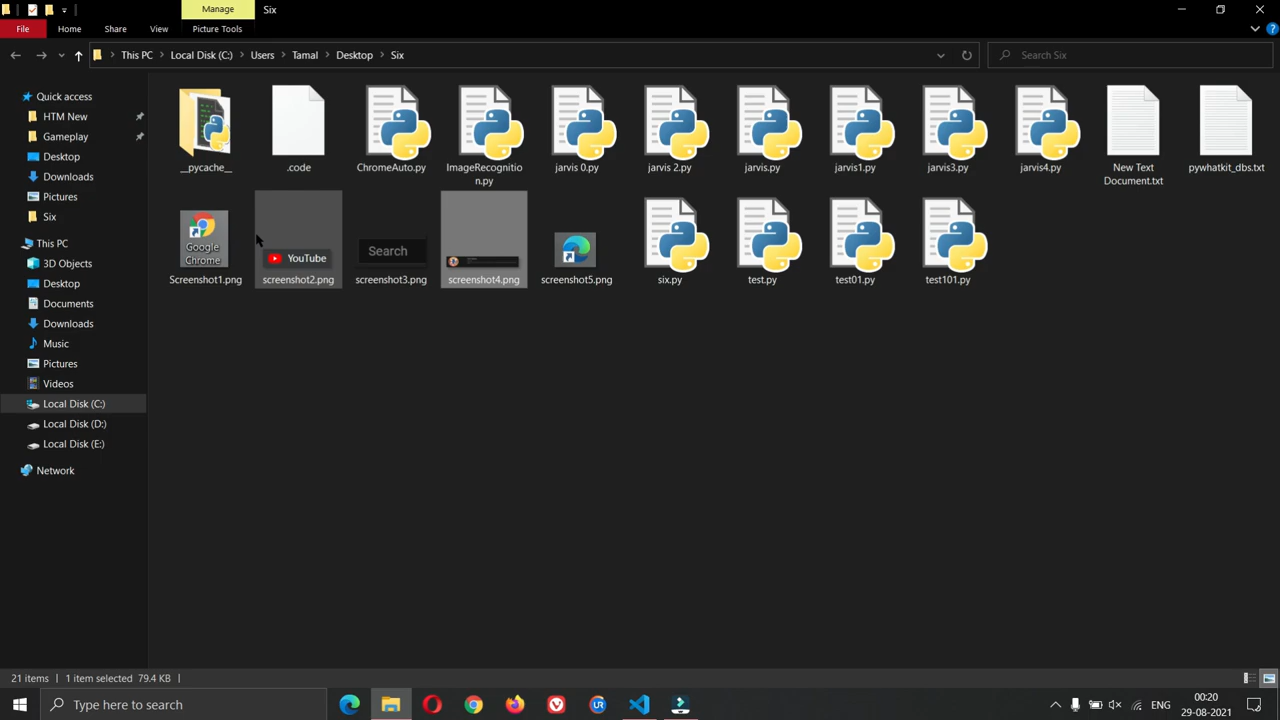 Manage
Six
File
Home
Share
View
Picture Tools
This PC
Local Disk (C:)
Users
Tamal
Desktop
Six
Search Six
Quick access
HTM New
Gameplay
Desktop
Downloads
Pictures
Six
This PC
3D Objects
Desktop
Documents
Downloads
Music
Pictures
Videos
Local Disk (C:)
Local Disk (D:)
Local Disk (E:)
Network
__pycache__
.code
ChromeAuto.py
ImageRecognition.py
jarvis 0.py
jarvis 2.py
jarvis.py
jarvis1.py
jarvis3.py
jarvis4.py
New Text
Document.txt
pywhatkit_dbs.txt
Google
Chrome
YouTube
Search
Screenshot1.png
screenshot2.png
screenshot3.png
screenshot4.png
screenshot5.png
six.py
test.py
test01.py
test101.py
21 items
1 item selected 79.4 KB
Type here to search
UR
ENG
00:20
29-08-2021